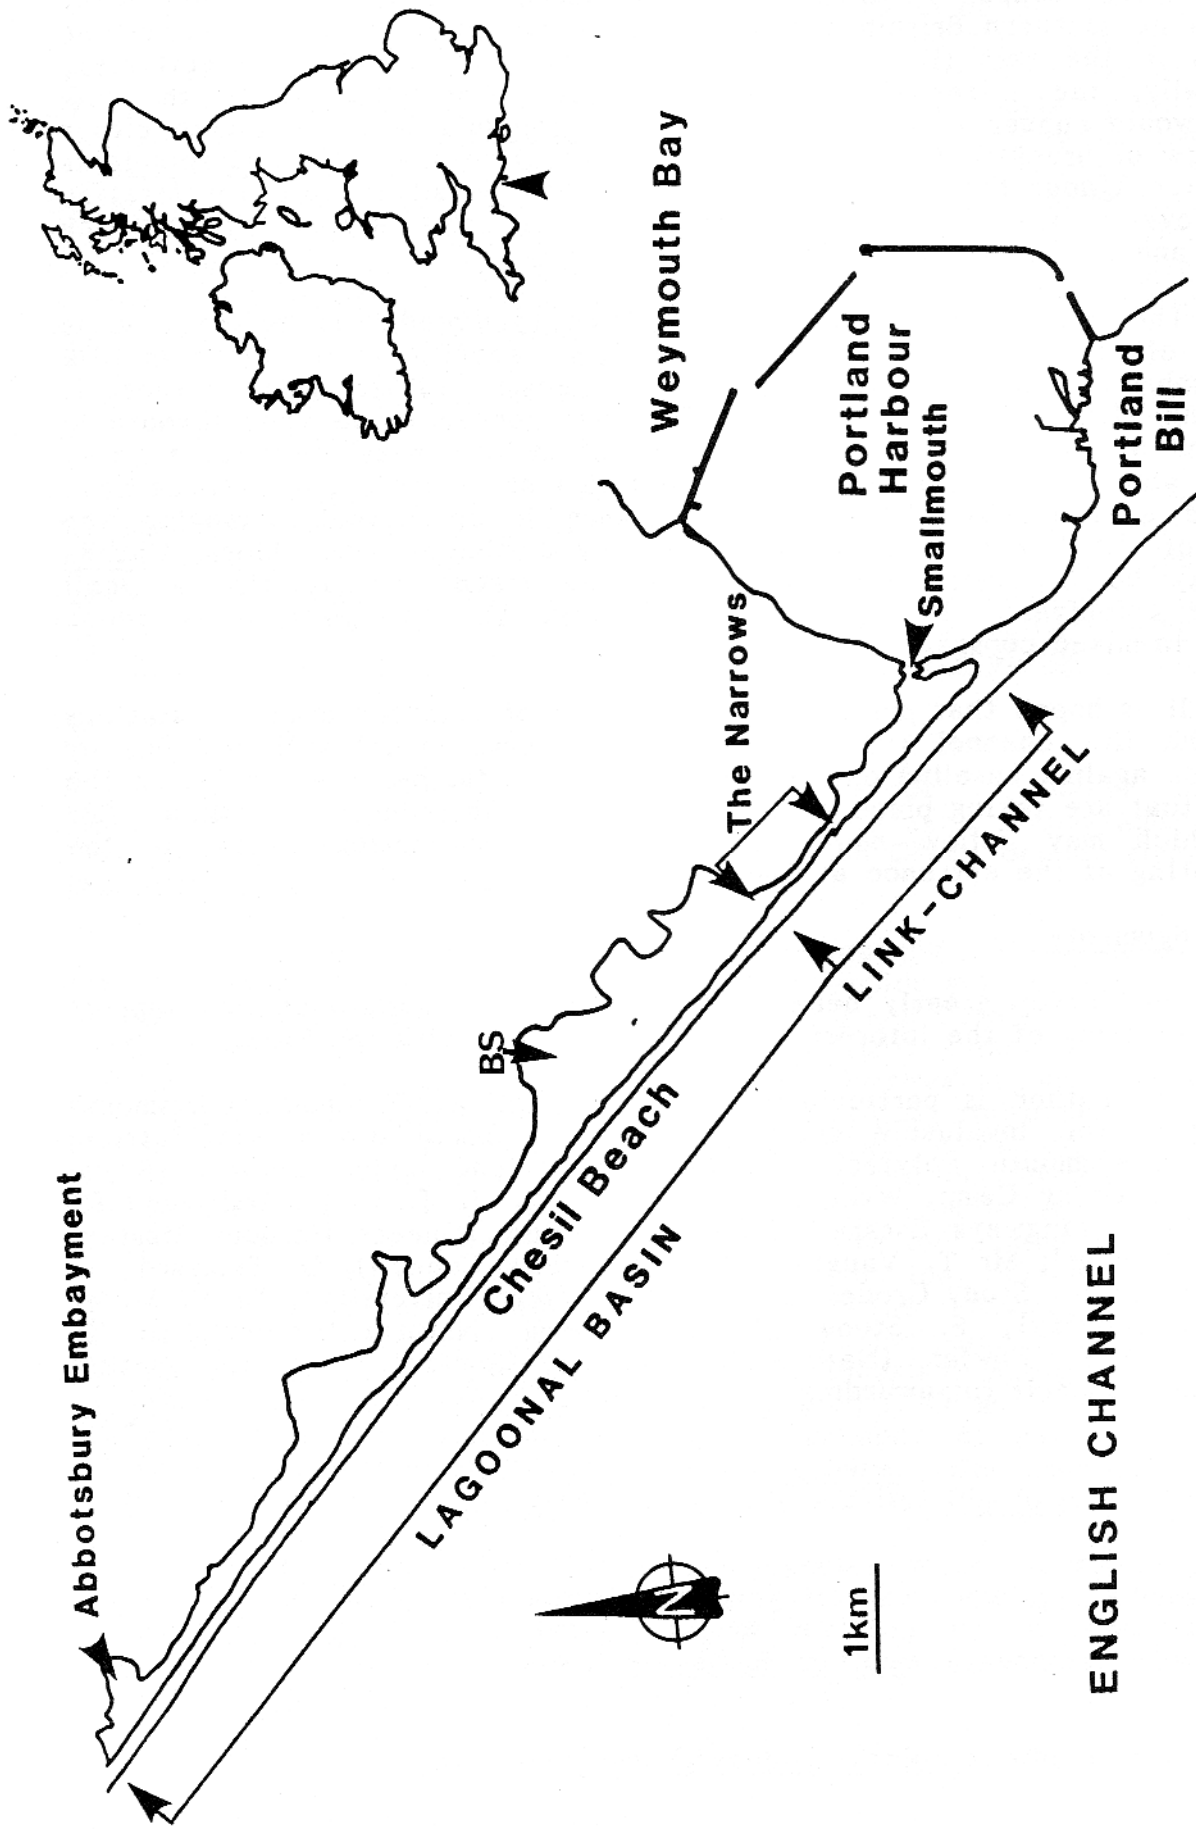 Abbotsbury Embayment
BS
The Narrows
Weymouth Bay
Portland
Harbour
Smallmouth
Portland
Bill
Chesil Beach
LAGOONAL BASIN
LINK-CHANNEL
N
1km
ENGLISH CHANNEL